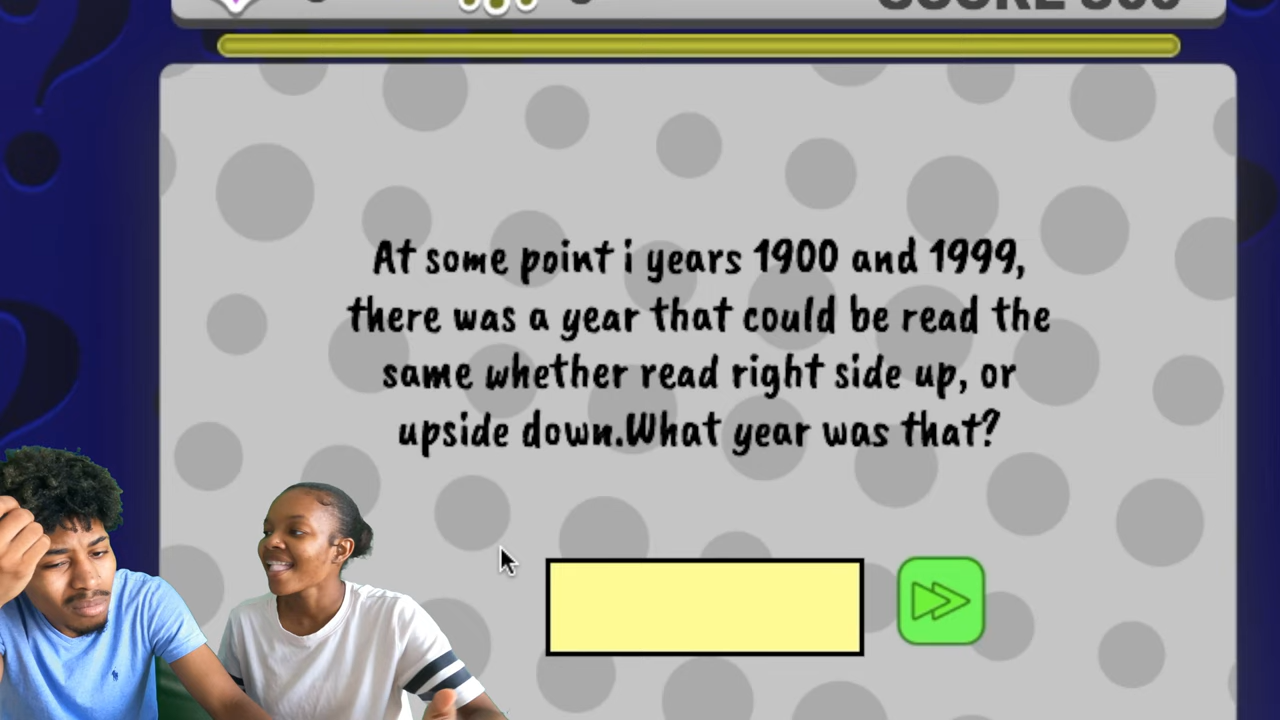 At some point i years 1900 and 1999,
there was a year that could be read the
same whether read right side up, or
upside down.What year was that?